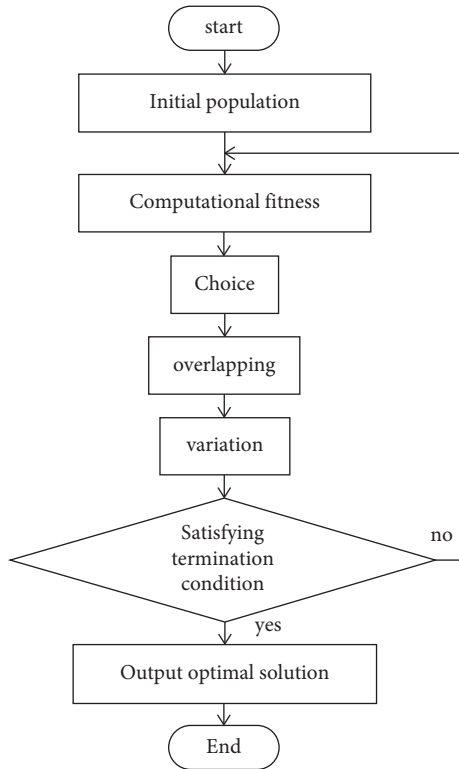 start
Initial population
Computational fitness
Choice
overlapping
variation
Satisfying
termination
condition
no
yes
Output optimal solution
End